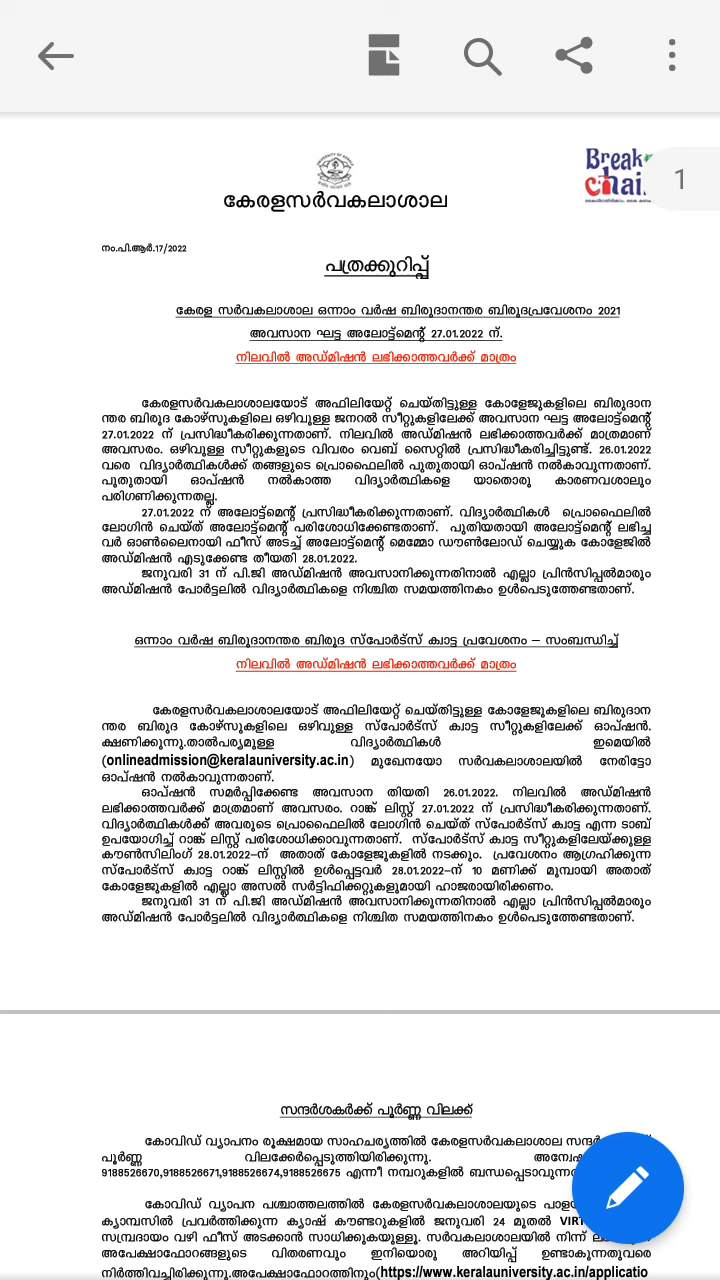 1
Break
chai
കേരളസർവകലാശാല
നം.പി.ആർ.17/2022
പത്രക്കുറിപ്പ്
കേരള സർവകലാശാല ഒന്നാം വർഷ ബിരുദാനന്തര ബിരുദപ്രവേശനം 2021
അവസാന ഘട്ട അലോട്ട്മെന്റ് 27.01.2022 ന്.
നിലവിൽ അഡ്മിഷൻ ലഭിക്കാത്തവർക്ക് മാത്രം
കേരളസർവകലാശാലയോട് അഫിലിയേറ്റ് ചെയ്തിട്ടുള്ള കോളേജുകളിലെ ബിരുദാന
ന്തര ബിരുദ കോഴ്സുകളിലെ ഒഴിവുള്ള ജനറൽ സീറ്റുകളിലേക്ക് അവസാന ഘട്ട അലോട്ട്മെന്റ്
27.01.2022 ന് പ്രസിദ്ധീകരിക്കുന്നതാണ്. നിലവിൽ അഡ്മിഷൻ ലഭിക്കാത്തവർക്ക് മാത്രമാണ്
അവസരം. ഒഴിവുള്ള സീറ്റുകളുടെ വിവരം വെബ് സൈറ്റിൽ പ്രസിദ്ധീകരിച്ചിട്ടുണ്ട്. 26.01.2022
വരെ വിദ്യാർത്ഥികൾക്ക് തങ്ങളുടെ പ്രൊഫൈലിൽ പുതുതായി ഓപ്ഷൻ നൽകാവുന്നതാണ്.
പുതുതായി ഓപ്ഷൻ നൽകാത്ത വിദ്യാർത്ഥികളെ യാതൊരു കാരണവശാലും
പരിഗണിക്കുന്നതല്ല.
27.01.2022 ന് അലോട്ട്മെന്റ് പ്രസിദ്ധീകരിക്കുന്നതാണ്. വിദ്യാർത്ഥികൾ പ്രൊഫൈലിൽ
ലോഗിൻ ചെയ്ത് അലോട്ട്മെന്റ് പരിശോധിക്കേണ്ടതാണ്. പുതിയതായി അലോട്ട്മെന്റ് ലഭിച്ച
വർ ഓൺലൈനായി ഫീസ് അടച്ച് അലോട്ട്മെന്റ് മെമ്മോ ഡൗൺലോഡ് ചെയ്യുക കോളേജിൽ
അഡ്മിഷൻ എടുക്കേണ്ട തീയതി 28.01.2022.
ജനുവരി 31 ന് പി.ജി അഡ്മിഷൻ അവസാനിക്കുന്നതിനാൽ എല്ലാ പ്രിൻസിപ്പൽമാരും
അഡ്മിഷൻ പോർട്ടലിൽ വിദ്യാർത്ഥികളെ നിശ്ചിത സമയത്തിനകം ഉൾപെടുത്തേണ്ടതാണ്.
ഒന്നാം വർഷ ബിരുദാനന്തര ബിരുദ സ്പോർട്സ് ക്വാട്ട പ്രവേശനം – സംബന്ധിച്ച്
നിലവിൽ അഡ്മിഷൻ ലഭിക്കാത്തവർക്ക് മാത്രം
കേരളസർവകലാശാലയോട് അഫിലിയേറ്റ് ചെയ്തിട്ടുള്ള കോളേജുകളിലെ ബിരുദാന
ന്തര ബിരുദ കോഴ്സുകളിലെ ഒഴിവുള്ള സ്പോർട്സ് ക്വാട്ട സീറ്റുകളിലേക്ക് ഓപ്ഷൻ.
ക്ഷണിക്കുന്നു.താൽപര്യമുള്ള വിദ്യാർത്ഥികൾ ഇമെയിൽ
(onlineadmission@keralauniversity.ac.in) മുഖേനയോ സർവകലാശാലയിൽ നേരിട്ടോ
ഓപ്ഷൻ നൽകാവുന്നതാണ്.
ഓപ്ഷൻ സമർപ്പിക്കേണ്ട അവസാന തിയതി 26.01.2022. നിലവിൽ അഡ്മിഷൻ
ലഭിക്കാത്തവർക്ക് മാത്രമാണ് അവസരം. റാങ്ക് ലിസ്റ്റ് 27.01.2022 ന് പ്രസിദ്ധീകരിക്കുന്നതാണ്.
വിദ്യാർത്ഥികൾക്ക് അവരുടെ പ്രൊഫൈലിൽ ലോഗിൻ ചെയ്ത് സ്പോർട്സ് ക്വാട്ട എന്ന ടാബ്
ഉപയോഗിച്ച് റാങ്ക് ലിസ്റ്റ് പരിശോധിക്കാവുന്നതാണ്. സ്പോർട്സ് ക്വാട്ട സീറ്റുകളിലേയ്ക്കുള്ള
കൗൺസിലിംഗ് 28.01.2022-ന് അതാത് കോളേജുകളിൽ നടക്കും. പ്രവേശനം ആഗ്രഹിക്കുന്ന
സ്പോർട്സ് ക്വാട്ട റാങ്ക് ലിസ്റ്റിൽ ഉൾപ്പെട്ടവർ 28.01.2022-ന് 10 മണിക്ക് മുമ്പായി അതാത്
കോളേജുകളിൽ എല്ലാ അസൽ സർട്ടിഫിക്കറ്റുകളുമായി ഹാജരായിരിക്കണം.
ജനുവരി 31 ന് പി.ജി അഡ്മിഷൻ അവസാനിക്കുന്നതിനാൽ എല്ലാ പ്രിൻസിപ്പൽമാരും
അഡ്മിഷൻ പോർട്ടലിൽ വിദ്യാർത്ഥികളെ നിശ്ചിത സമയത്തിനകം ഉൾപെടുത്തേണ്ടതാണ്.
സന്ദർശകർക്ക് പൂർണ്ണ വിലക്ക്
കോവിഡ് വ്യാപനം രൂക്ഷമായ സാഹചര്യത്തിൽ കേരളസർവകലാശാല
പൂർണ്ണ വിലക്കേർപ്പെടുത്തിയിരിക്കുന്നു.
9188526670,9188526671,9188526674,9188526675 എന്നീ നമ്പറുകളിൽ
കോവിഡ് വ്യാപന പശ്ചാത്തലത്തിൽ കേരളസർവകലാശാലയുടെ
ക്യാമ്പസിൽ പ്രവർത്തിക്കുന്ന ക്യാഷ് കൗണ്ടറുകളിൽ ജനുവരി 24 മുതൽ
സമ്പ്രദായം വഴി ഫീസ് അടക്കാൻ സാധിക്കുകയുള്ളൂ. സർവകലാശാലയിൽ നിന്ന്
അപേക്ഷാഫോറങ്ങളുടെ വിതരണവും ഇനിയൊരു അറിയിപ്പ് ഉണ്ടാകുന്നതുവരെ
നിർത്തിവച്ചിരിക്കുന്നു.അപേക്ഷാഫോറത്തിനും(https://www.keralauniversity.ac.in/applicatio